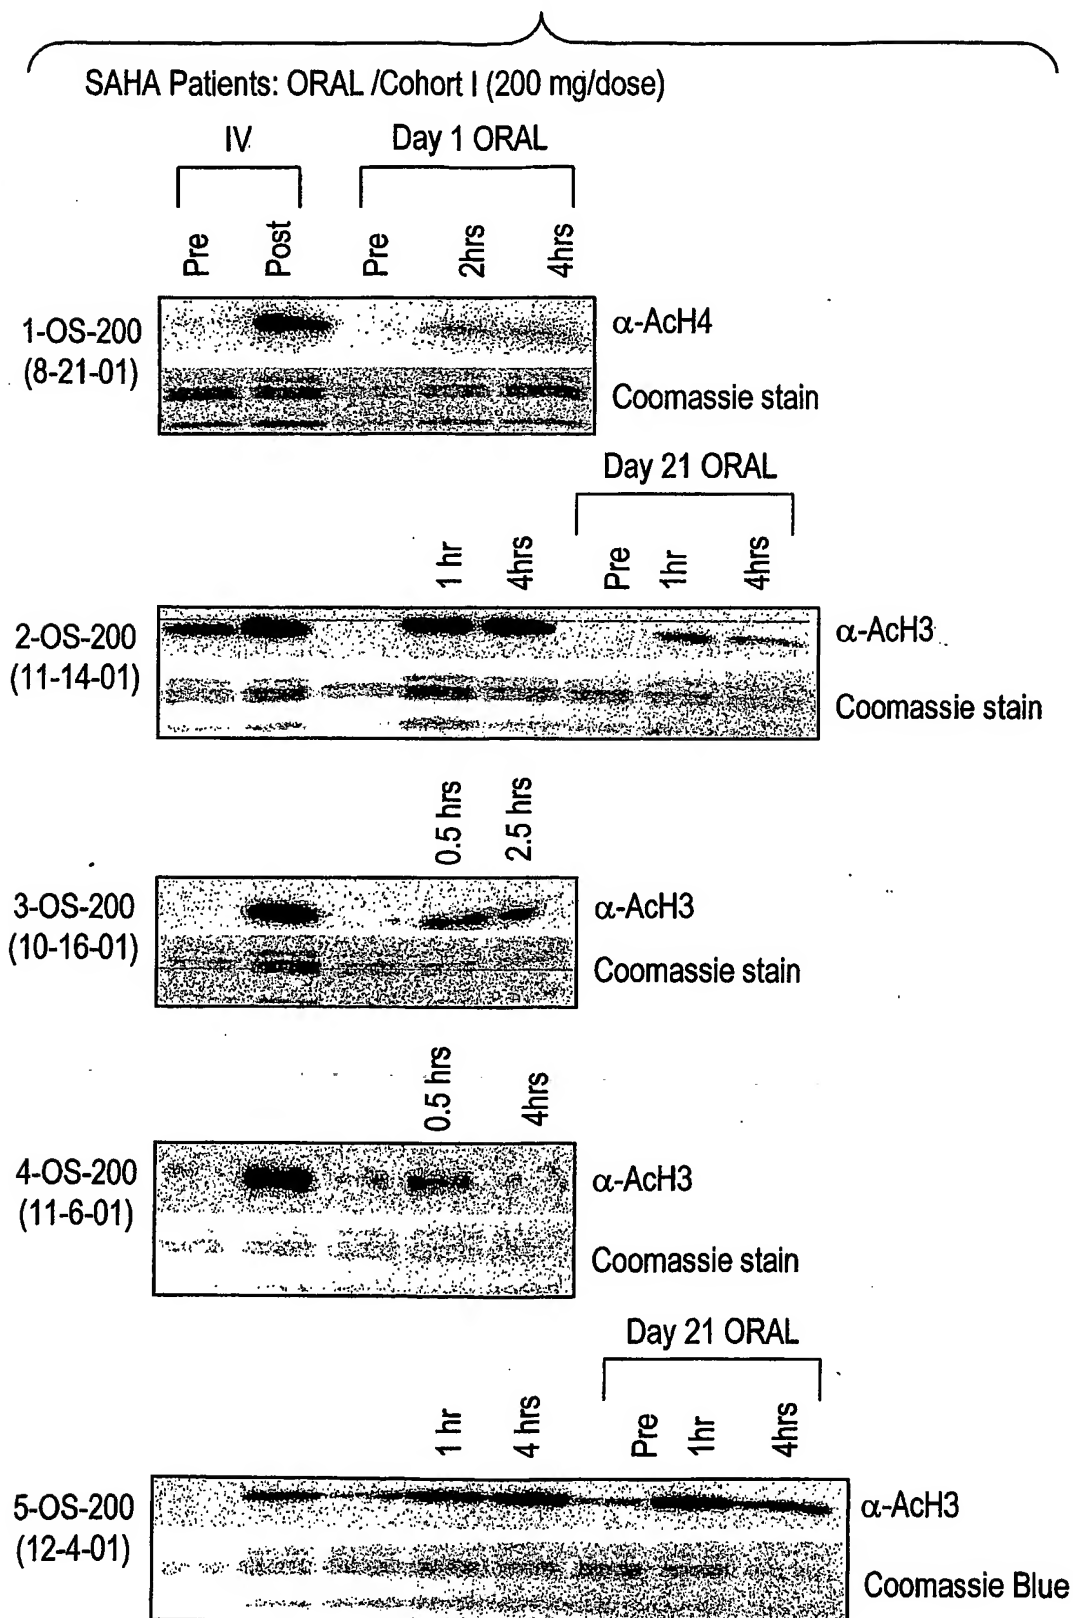 SAHA Patients: ORAL /Cohort I (200 mg/dose)
IV Day 1 ORAL
Pre Post Pre 2hrs 4hrs
1-OS-200 α-AcH4
(8-21-01) Coomassie stain
Day 21 ORAL
1 hr 4hrs Pre 1hr 4hrs
2-OS-200 α-AcH3
(11-14-01) Coomassie stain
0.5 hrs 2.5 hrs
3-OS-200 α-AcH3
(10-16-01) Coomassie stain
0.5 hrs 4hrs
4-OS-200 α-AcH3
(11-6-01) Coomassie stain
Day 21 ORAL
1 hr 4 hrs Pre 1hr 4hrs
5-OS-200 α-AcH3
(12-4-01) Coomassie Blue